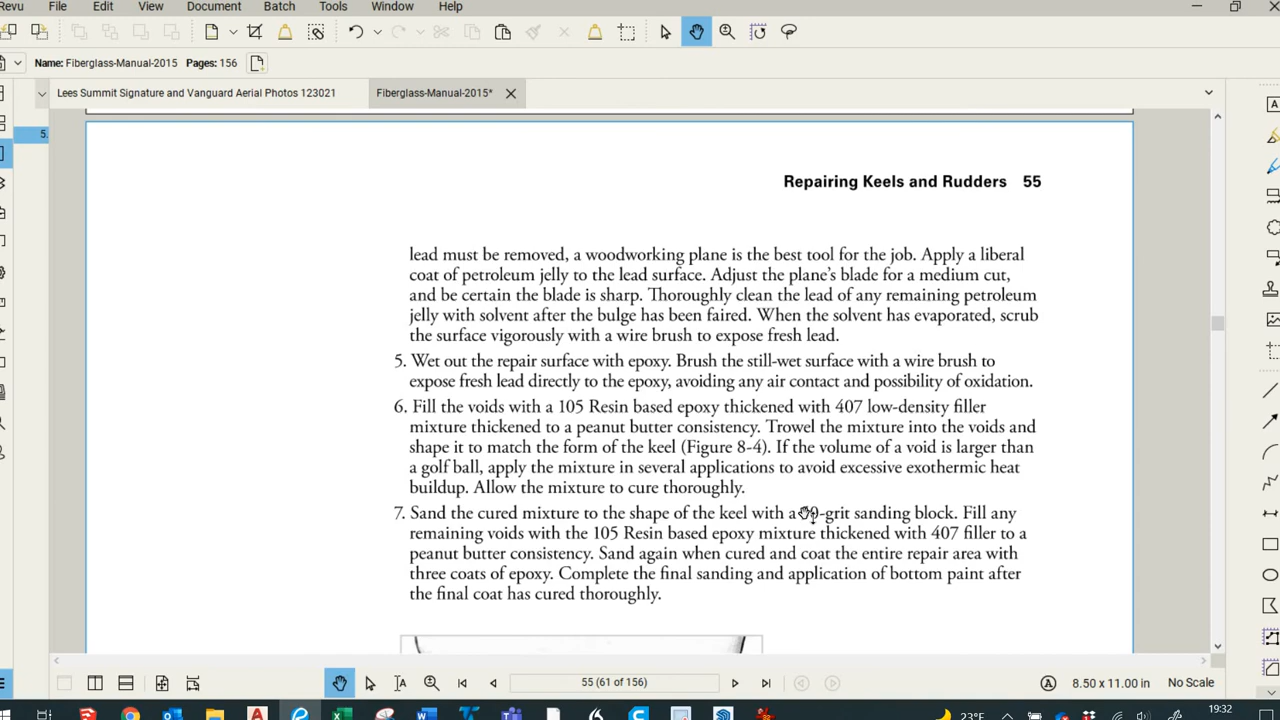 Revu File Edit View Document Batch Tools Window Help
Name: Fiberglass-Manual-2015 Pages: 156
Lees Summit Signature and Vanguard Aerial Photos 123021 Fiberglass-Manual-2015*
5.
Repairing Keels and Rudders 55
lead must be removed, a woodworking plane is the best tool for the job. Apply a liberal
coat of petroleum jelly to the lead surface. Adjust the plane's blade for a medium cut,
and be certain the blade is sharp. Thoroughly clean the lead of any remaining petroleum
jelly with solvent after the bulge has been faired. When the solvent has evaporated, scrub
the surface vigorously with a wire brush to expose fresh lead.
5. Wet out the repair surface with epoxy. Brush the still-wet surface with a wire brush to
expose fresh lead directly to the epoxy, avoiding any air contact and possibility of oxidation.
6. Fill the voids with a 105 Resin based epoxy thickened with 407 low-density filler
mixture thickened to a peanut butter consistency. Trowel the mixture into the voids and
shape it to match the form of the keel (Figure 8-4). If the volume of a void is larger than
a golf ball, apply the mixture in several applications to avoid excessive exothermic heat
buildup. Allow the mixture to cure thoroughly.
7. Sand the cured mixture to the shape of the keel with a -grit sanding block. Fill any
remaining voids with the 105 Resin based epoxy mixture thickened with 407 filler to a
peanut butter consistency. Sand again when cured and coat the entire repair area with
three coats of epoxy. Complete the final sanding and application of bottom paint after
the final coat has cured thoroughly.
55 (61 of 156) 8.50 x 11.00 in No Scale
23°F 19:32